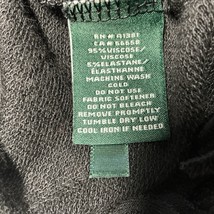 RN# 41381
CA# 56658
95% VISCOSE/
VISCOSE
5% ELASTANE/
ÉLASTHANNE
MACHINE WASH
COLD
DO NOT USE
FABRIC SOFTENER
DO NOT BLEACH
REMOVE PROMPTLY
TUMBLE DRY LOW
COOL IRON IF NEEDED